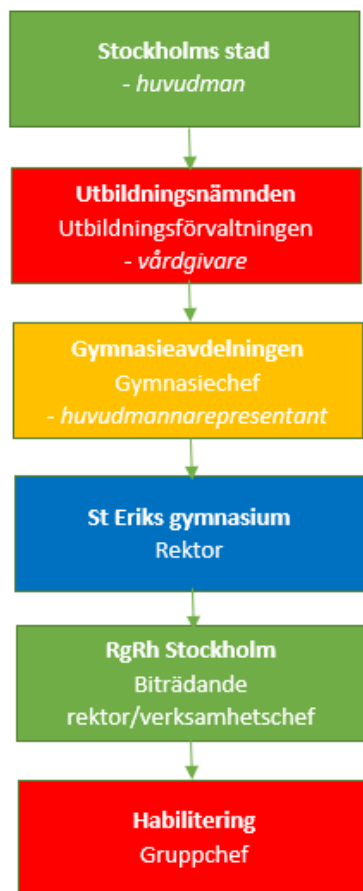 Stockholms stad
- huvudman
Utbildningsnämnden
Utbildningsförvaltningen
- vårdgivare
Gymnasieavdelningen
Gymnasiechef
- huvudmannarepresentant
St Eriks gymnasium
Rektor
RgRh Stockholm
Biträdande
rektor/verksamhetschef
Habilitering
Gruppchef